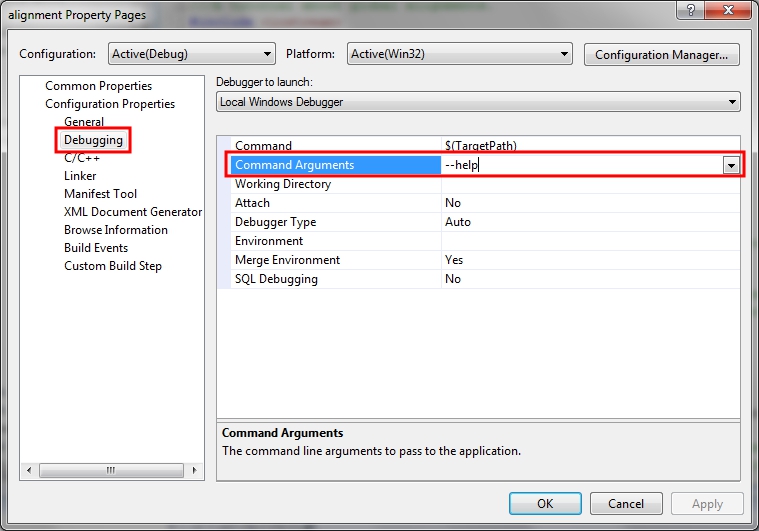 alignment Property Pages
Configuration: Active(Debug) Platform: Active(Win32) Configuration Manager...
Common Properties
Configuration Properties
General
Debugging
C/C++
Linker
Manifest Tool
XML Document Generator
Browse Information
Build Events
Custom Build Step
Debugger to launch:
Local Windows Debugger
Command $(TargetPath)
Command Arguments --help
Working Directory
Attach No
Debugger Type Auto
Environment
Merge Environment Yes
SQL Debugging No
Command Arguments
The command line arguments to pass to the application.
OK Cancel Apply